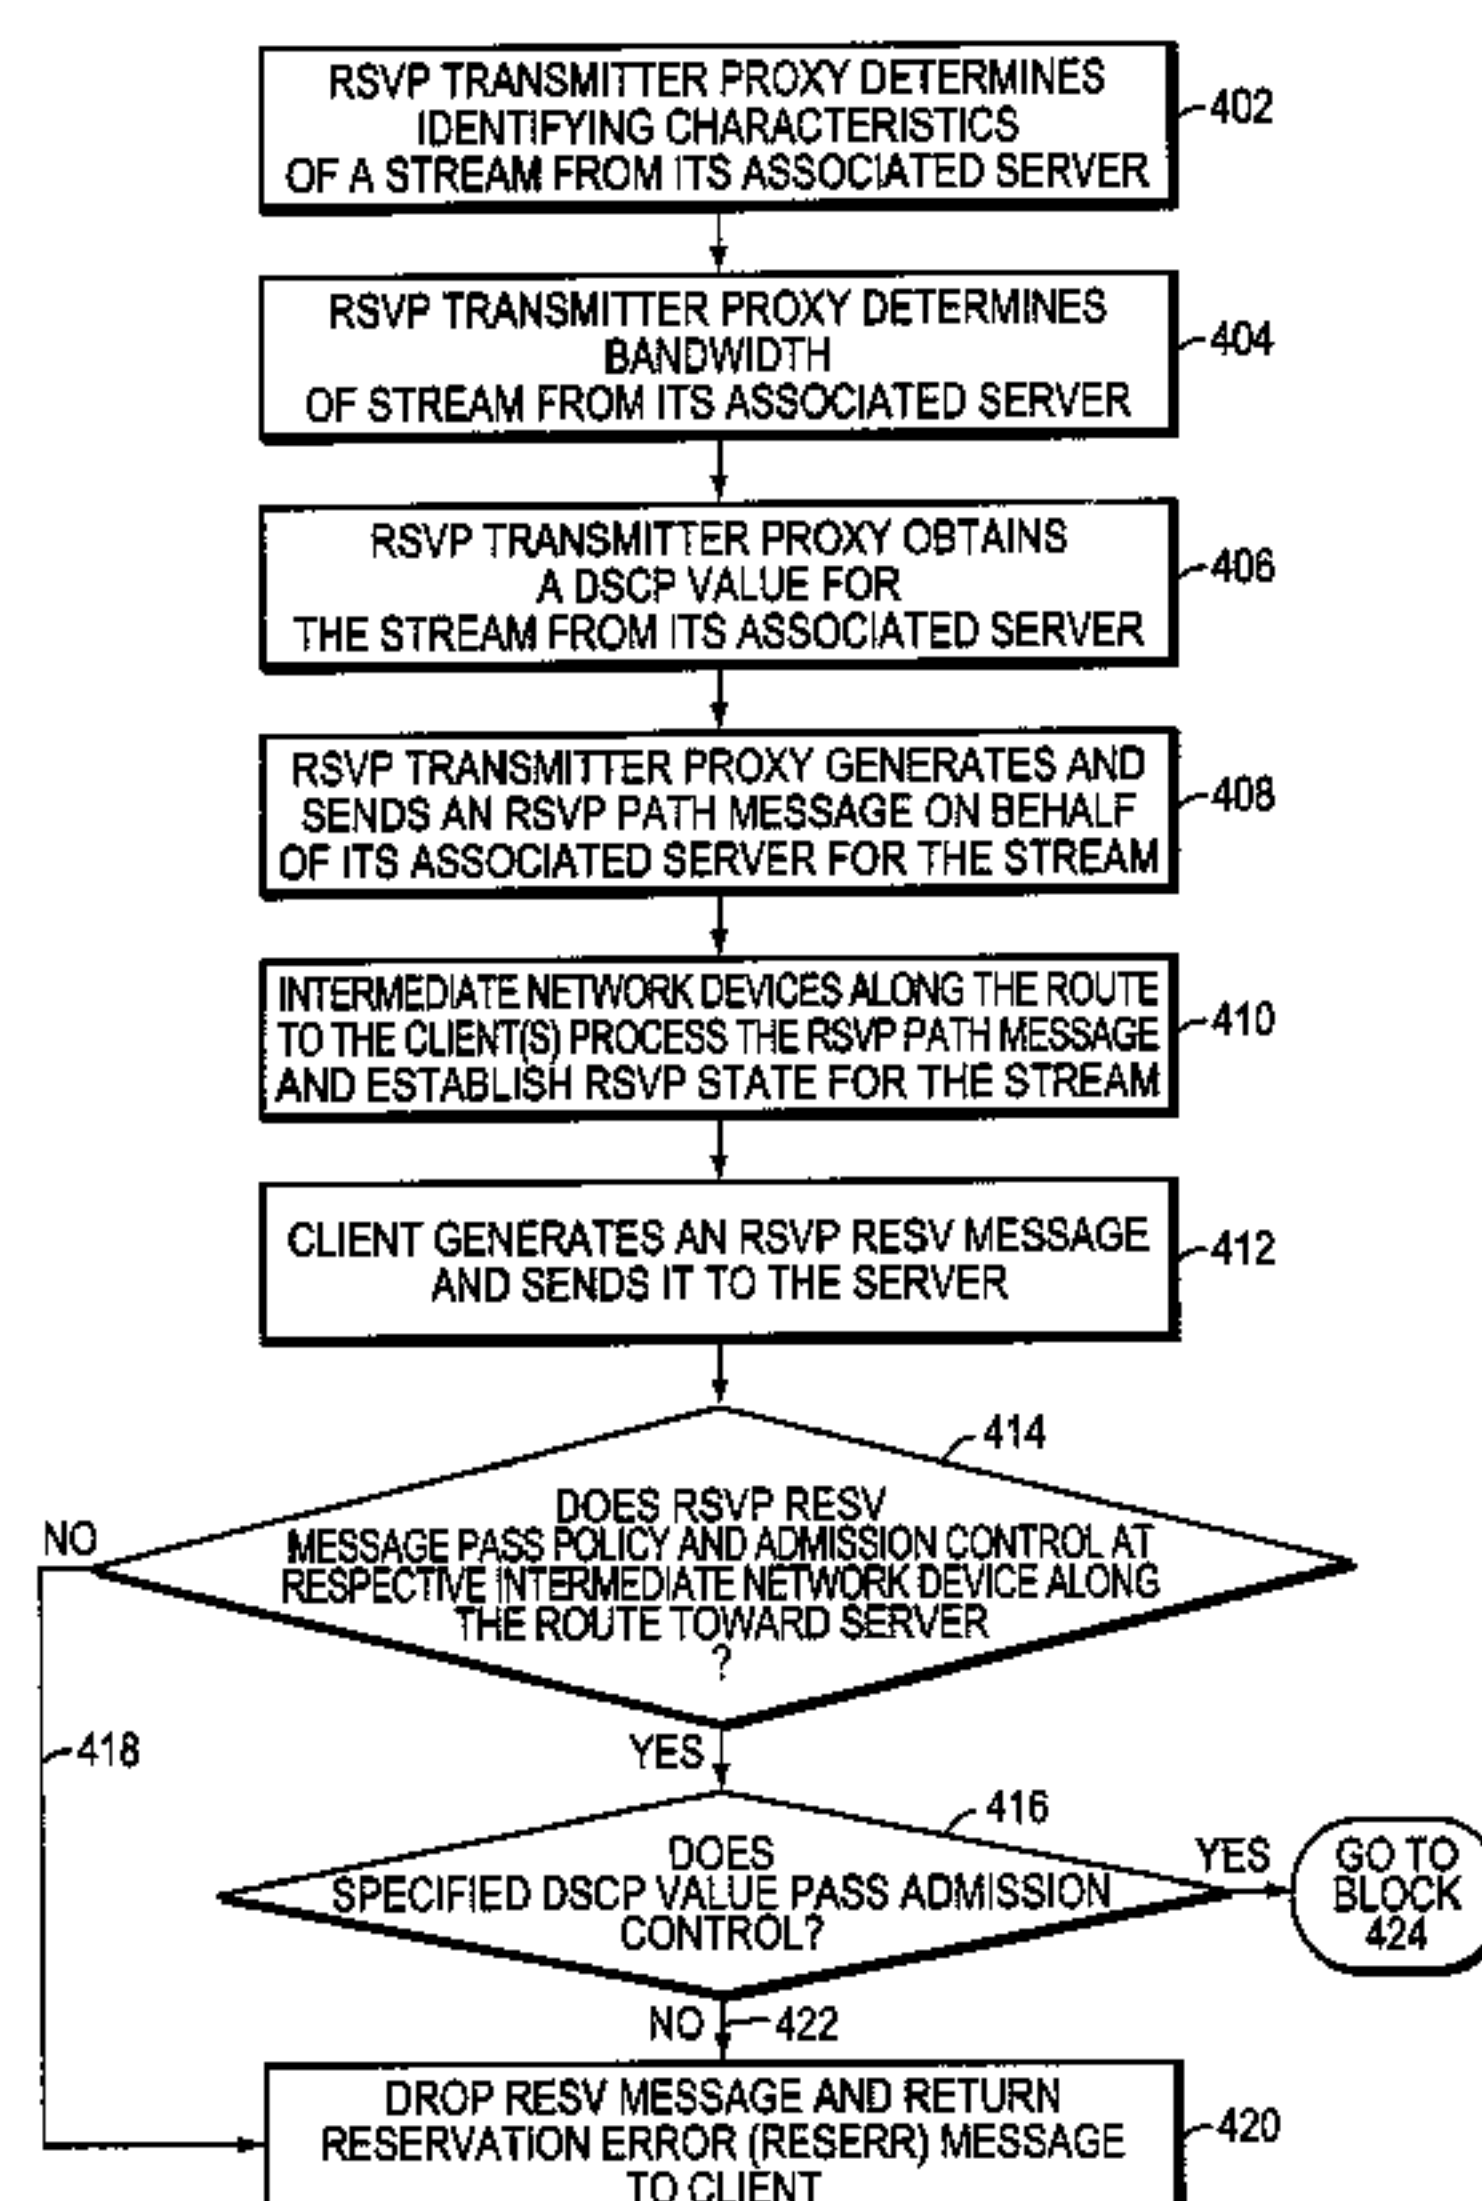 RSVP TRANSMITTER PROXY DETERMINES
IDENTIFYING CHARACTERISTICS
OF A STREAM FROM ITS ASSOCIATED SERVER
402
RSVP TRANSMITTER PROXY DETERMINES
BANDWIDTH
OF STREAM FROM ITS ASSOCIATED SERVER
404
RSVP TRANSMITTER PROXY OBTAINS
A DSCP VALUE FOR
THE STREAM FROM ITS ASSOCIATED SERVER
406
RSVP TRANSMITTER PROXY GENERATES AND
SENDS AN RSVP PATH MESSAGE ON BEHALF
OF ITS ASSOCIATED SERVER FOR THE STREAM
408
INTERMEDIATE NETWORK DEVICES ALONG THE ROUTE
TO THE CLIENT(S) PROCESS THE RSVP PATH MESSAGE
AND ESTABLISH RSVP STATE FOR THE STREAM
410
CLIENT GENERATES AN RSVP RESV MESSAGE
AND SENDS IT TO THE SERVER
412
414
DOES RSVP RESV
MESSAGE PASS POLICY AND ADMISSION CONTROL AT
RESPECTIVE INTERMEDIATE NETWORK DEVICE ALONG
THE ROUTE TOWARD SERVER
?
NO
418
YES
416
DOES
SPECIFIED DSCP VALUE PASS ADMISSION
CONTROL?
YES
GO TO
BLOCK
424
NO
422
DROP RESV MESSAGE AND RETURN
RESERVATION ERROR (RESERR) MESSAGE
TO CLIENT
420